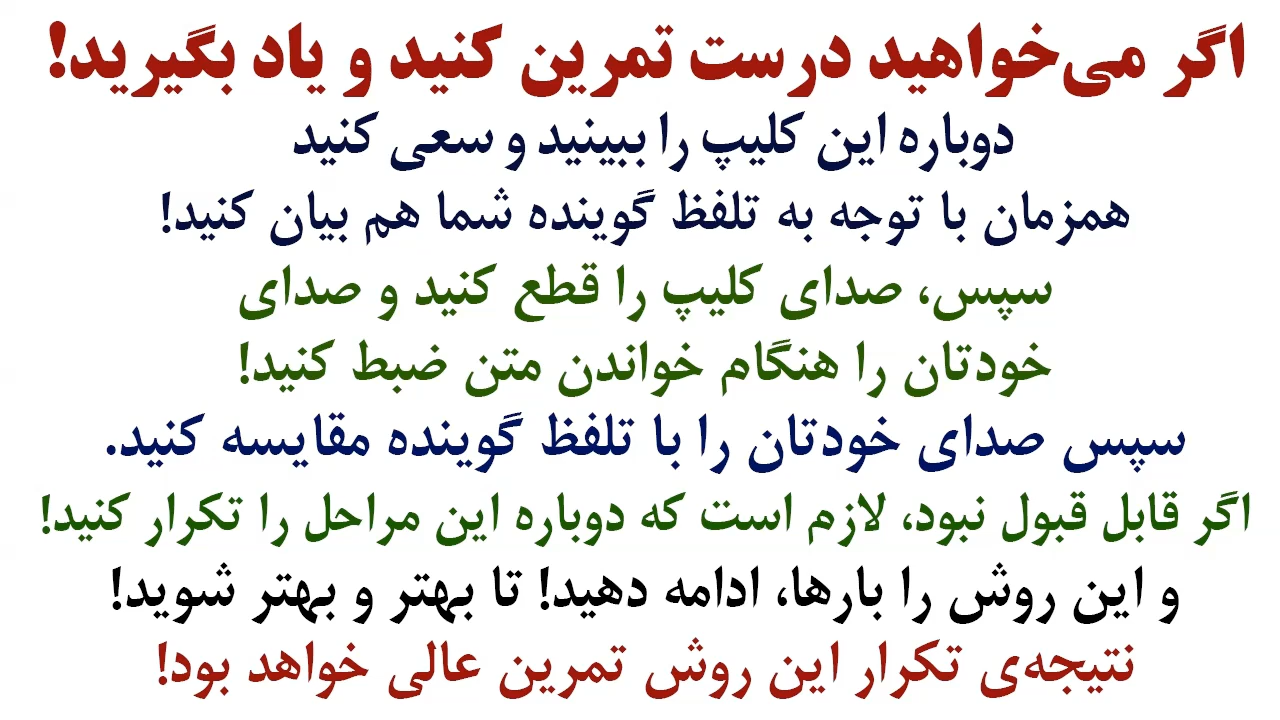 اگر می‌خواهید درست تمرین کنید و یاد بگیرید!
دوباره این کلیپ را ببینید و سعی کنید
همزمان با توجه به تلفظ گوینده شما هم بیان کنید!
سپس، صدای کلیپ را قطع کنید و صدای
خودتان را هنگام خواندن متن ضبط کنید!
سپس صدای خودتان را با تلفظ گوینده مقایسه کنید.
اگر قابل قبول نبود، لازم است که دوباره این مراحل را تکرار کنید!
و این روش را بارها، ادامه دهید! تا بهتر و بهتر شوید!
نتیجه‌ی تکرار این روش تمرین عالی خواهد بود!